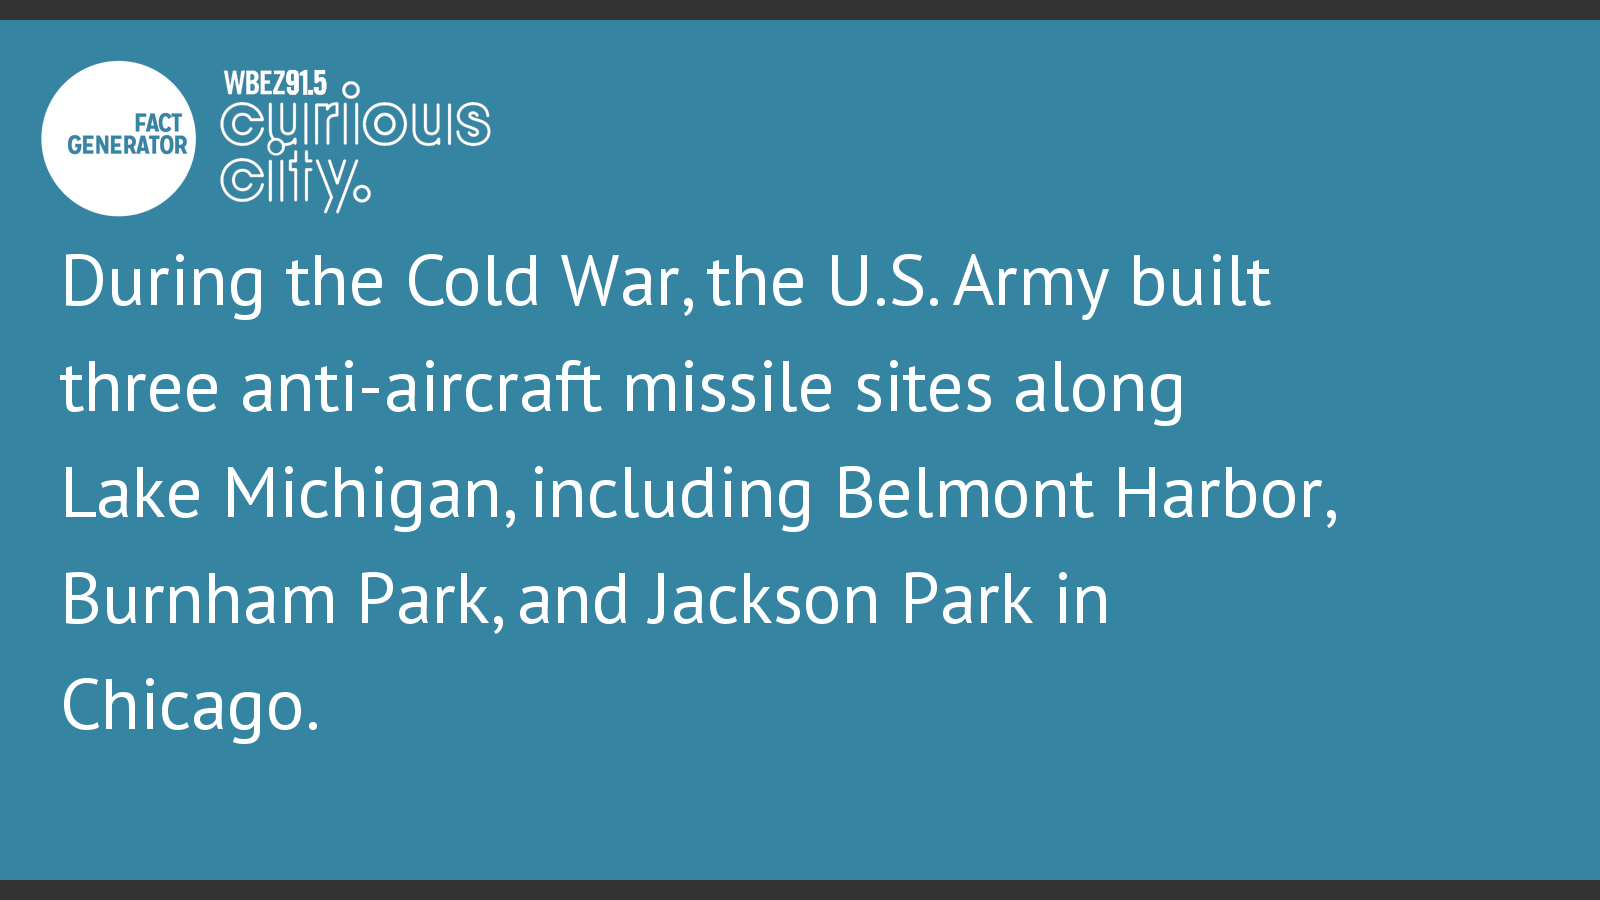 FACT
GENERATOR
WBEZ91.5
curious
city.
During the Cold War, the U.S. Army built
three anti-aircraft missile sites along
Lake Michigan, including Belmont Harbor,
Burnham Park, and Jackson Park in
Chicago.